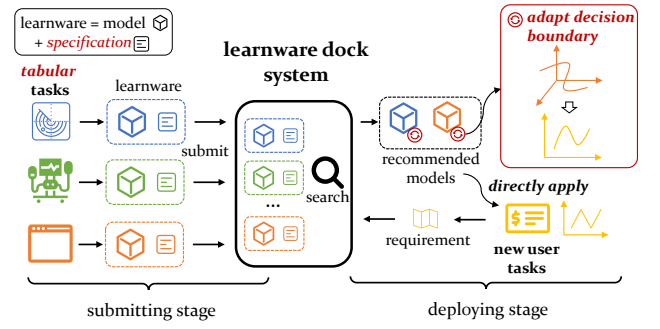 learnware = model
+ specification
tabular
tasks
learnware
submit
learnware dock
system
search
...
recommended
models
adapt decision
boundary
directly apply
requirement
$
new user
tasks
submitting stage
deploying stage